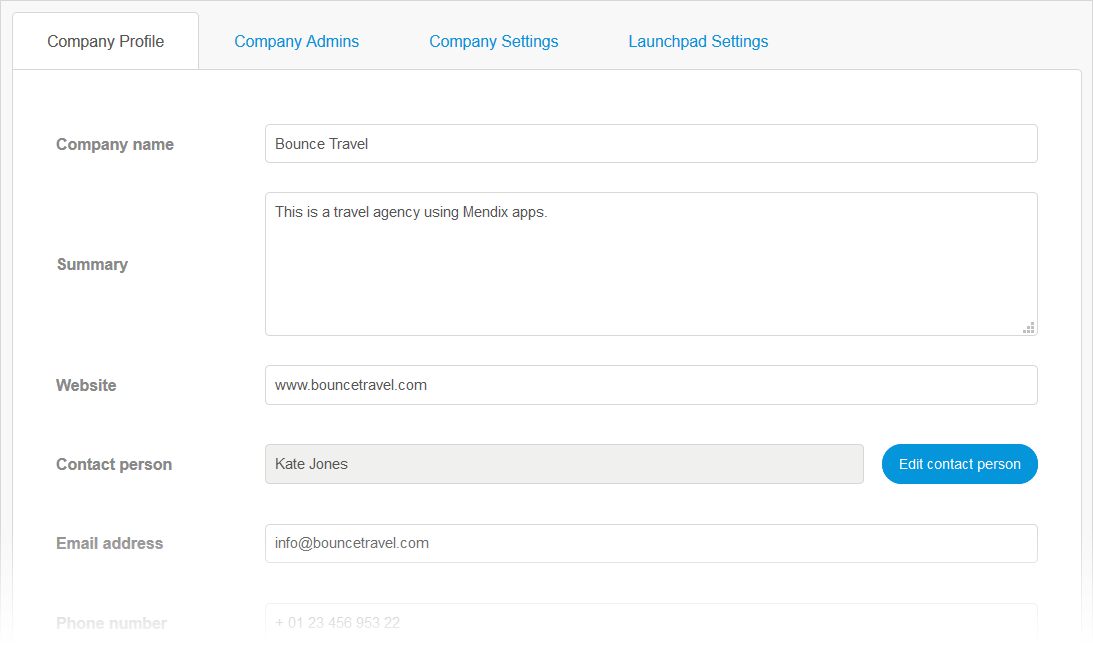 Company Profile Company Admins Company Settings Launchpad Settings
Company name Bounce Travel
This is a travel agency using Mendix apps.
Summary
Website www.bouncetravel.com
Contact person Kate Jones Edit contact person
Email address info@bouncetravel.com
Phone number + 01 23 456 953 22